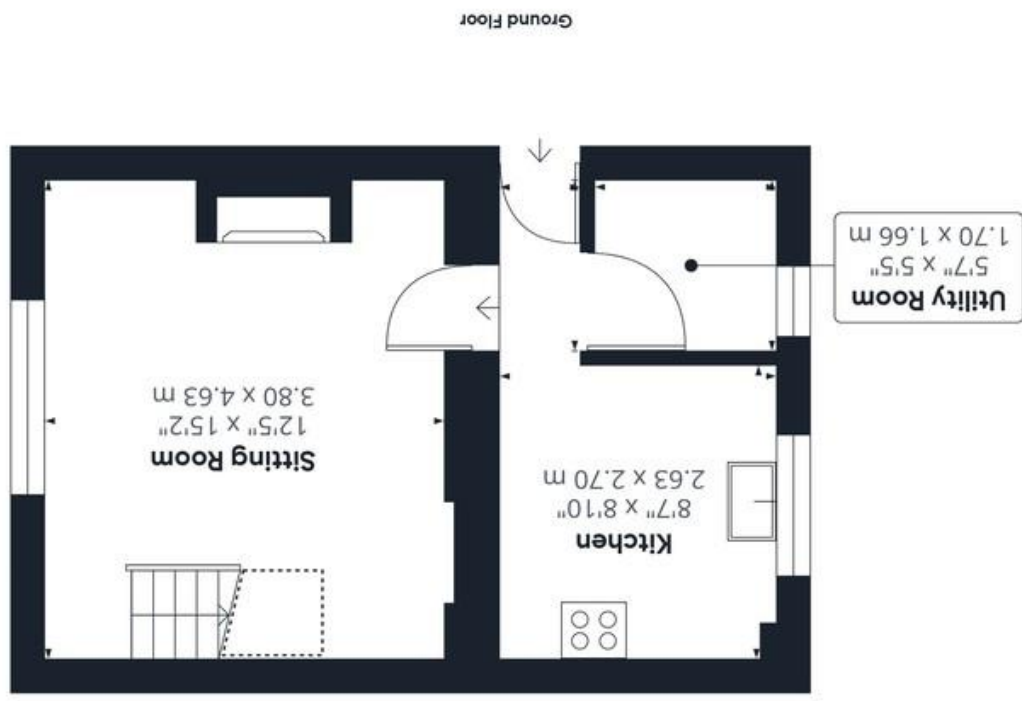 Kitchen
8'7" x 8'10"
2.63 x 2.70 m
Sitting Room
12'5" x 15'2"
3.80 x 4.63 m
Utility Room
5'7" x 5'5"
1.70 x 1.66 m
Ground Floor